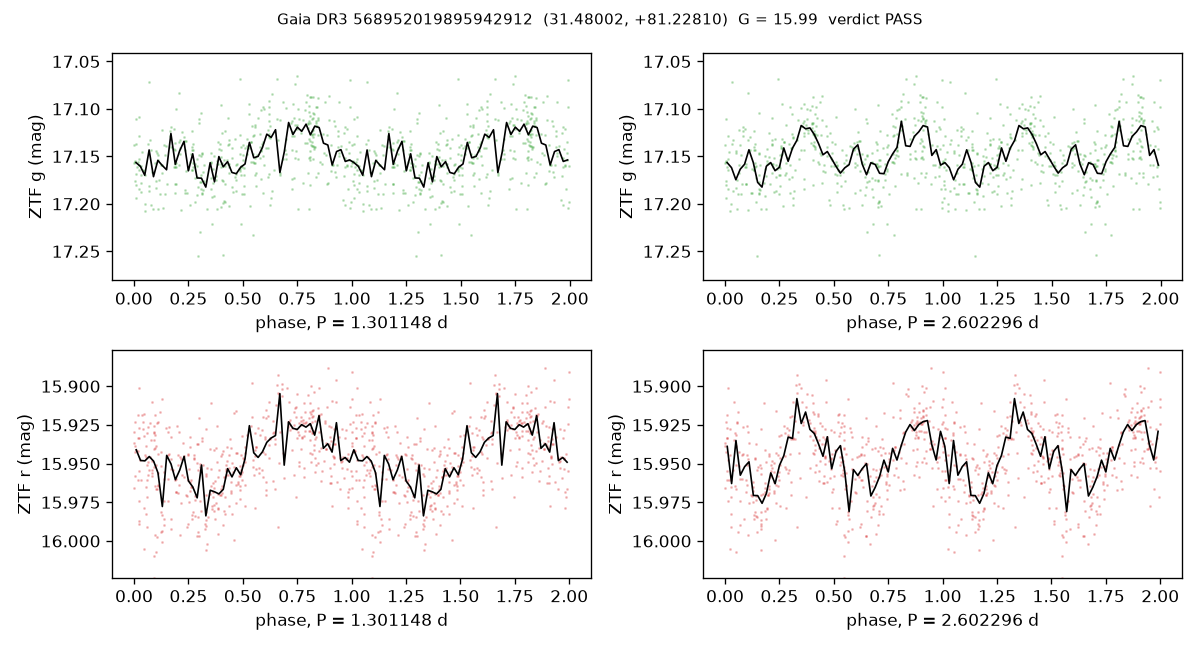 Gaia DR3 568952019895942912 (31.48002, +81.22810) G = 15.99 verdict PASS
ZTF g (mag)
17.05
17.10
17.15
17.20
17.25
0.00 0.25 0.50 0.75 1.00 1.25 1.50 1.75 2.00
phase, P = 1.301148 d
ZTF g (mag)
17.05
17.10
17.15
17.20
17.25
0.00 0.25 0.50 0.75 1.00 1.25 1.50 1.75 2.00
phase, P = 2.602296 d
ZTF r (mag)
15.900
15.925
15.950
15.975
16.000
0.00 0.25 0.50 0.75 1.00 1.25 1.50 1.75 2.00
phase, P = 1.301148 d
ZTF r (mag)
15.900
15.925
15.950
15.975
16.000
0.00 0.25 0.50 0.75 1.00 1.25 1.50 1.75 2.00
phase, P = 2.602296 d